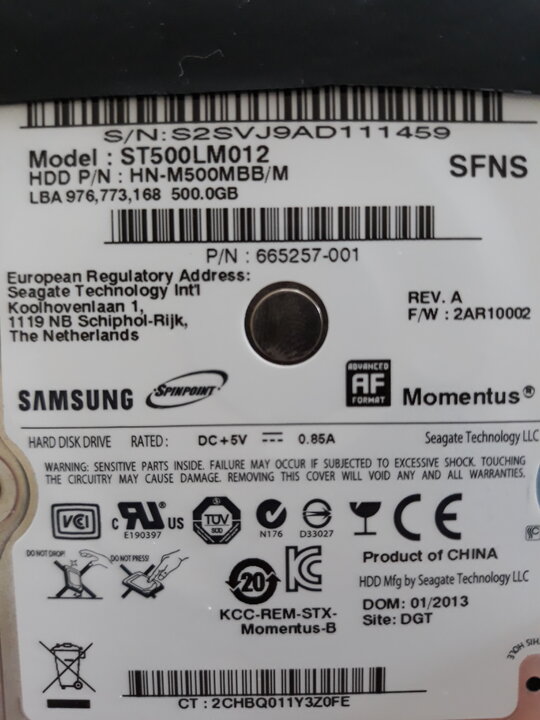 S/N: S2SVJ9AD111459
Model : ST500LM012
HDD P/N : HN-M500MBB/M
SFNS
LBA 976,773,168 500.0GB
P/N : 665257-001
European Regulatory Address:
Seagate Technology Int'l
Koolhovenlaan 1,
1119 NB Schiphol-Rijk,
The Netherlands
REV. A
F/W : 2AR10002
SAMSUNG SPINPOINT
ADVANCED
AF
FORMAT
Momentus®
HARD DISK DRIVE RATED: DC+5V 0.85A Seagate Technology LLC
WARNING: SENSITIVE PARTS INSIDE. FAILURE MAY OCCUR IF SUBJECTED TO EXCESSIVE SHOCK. TOUCHING
THE CIRCUITRY MAY CAUSE DAMAGE. REMOVING THIS COVER WILL VOID ANY AND ALL WARRANTIES.
VCI
c RU US
E190397
TÜV
SÜD
N176
D33027
CE
DO NOT DROP!
DO NOT PRESS!
20
KCC-REM-STX-
Momentus-B
Product of CHINA
HDD Mfg by Seagate Technology LLC
DOM: 01/2013
Site: DGT
CT : 2CHBQ011Y3Z0FE